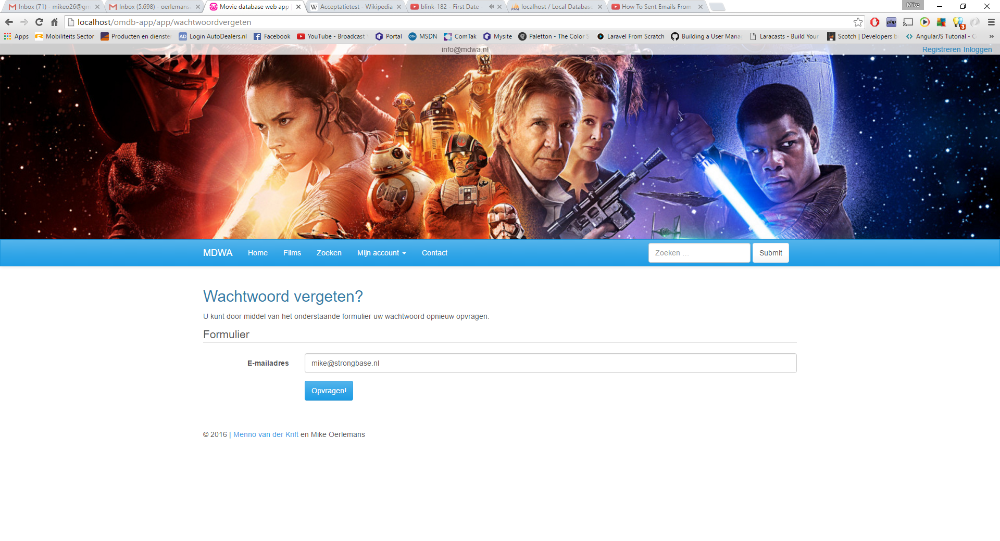 Mike
Inbox (71) - mikeo26@gm
Inbox (5.698) - oerlemans
Movie database web app
Acceptatietest - Wikipedia
blink-182 - First Date -
localhost / Local Database
How To Sent Emails From
localhost/omdb-app/app/wachtwoordvergeten
php
3
Apps
Mobiliteits Sector
Producten en dienste
AD
Login AutoDealers.nl
Facebook
YouTube - Broadcast
Portal
OTH
MSDN
ComTak
Mysite
Paletton - The Color S
Laravel From Scratch
Building a User Mana
Laracasts - Build Your
Scotch | Developers b
AngularJS Tutorial - C
»
info@mdwa.nl
Registreren Inloggen
MDWA
Home
Films
Zoeken
Mijn account
Contact
Zoeken ...
Submit
Wachtwoord vergeten?
U kunt door middel van het onderstaande formulier uw wachtwoord opnieuw opvragen.
Formulier
E-mailadres
mike@strongbase.nl
Opvragen!
© 2016 | Menno van der Krift en Mike Oerlemans